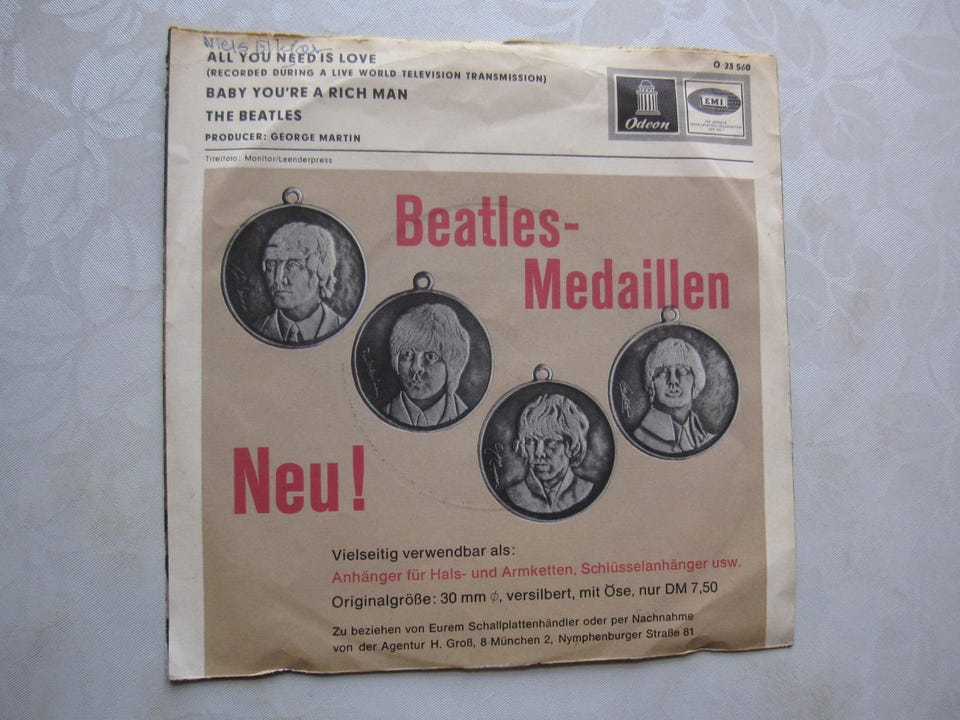 Niels
ALL YOU NEED IS LOVE
(RECORDED DURING A LIVE WORLD TELEVISION TRANSMISSION)
BABY YOU'RE A RICH MAN
THE BEATLES
PRODUCER: GEORGE MARTIN
O 23 560
Odeon
EMI
Titelfoto: Monitor/Laenderpress
Beatles-
Medaillen
Neu!
Vielseitig verwendbar als:
Anhänger für Hals- und Armketten, Schlüsselanhänger usw.
Originalgröße: 30 mm ⌀, versilbert, mit Öse, nur DM 7,50
Zu beziehen von Eurem Schallplattenhändler oder per Nachnahme
von der Agentur H. Groß, 8 München 2, Nymphenburger Straße 81